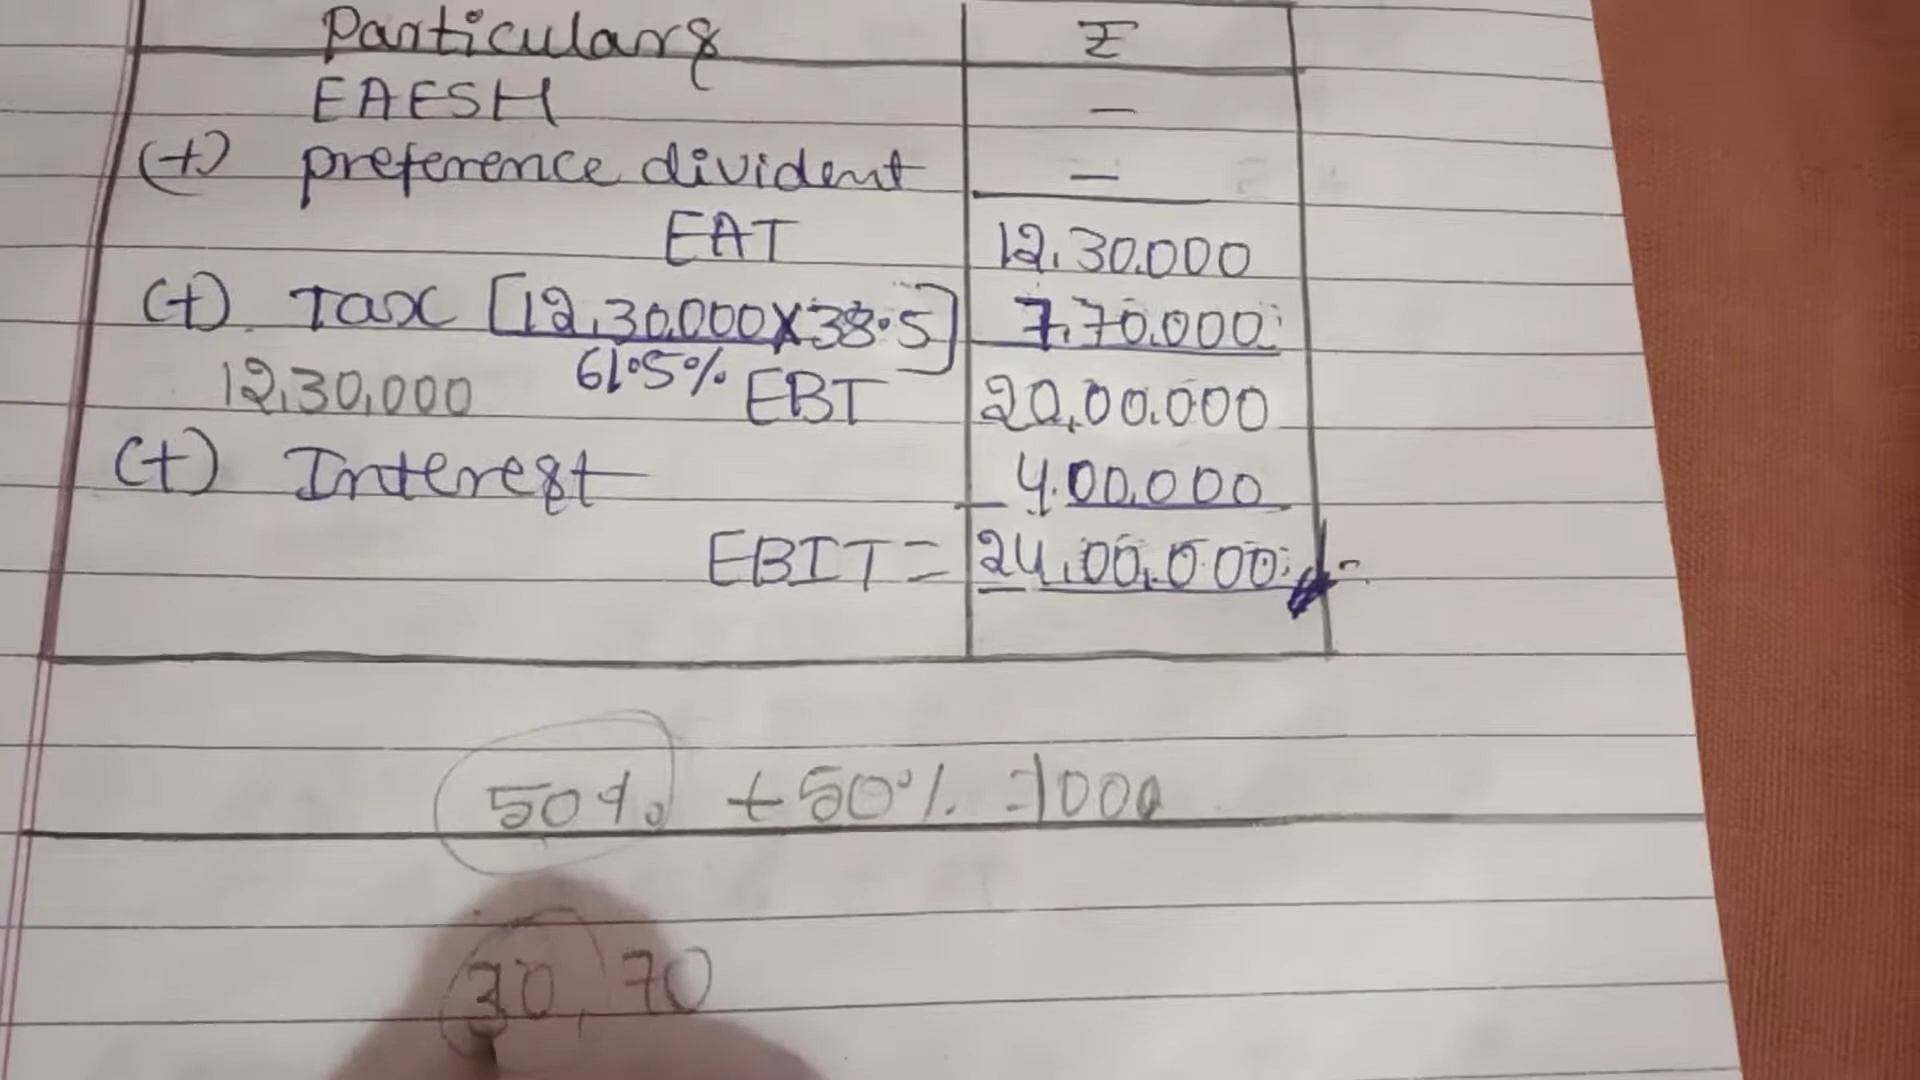 Particulars ₹
EAESH —
(+) preference divident —
EAT 12,30,000
(+) Tax [12,30,000 X 38.5] 7,70,000
12,30,000 61.5% EBT 20,00,000
(+) Interest 4,00,000
EBIT = 24,00,000
50% + 50% = 1000
30, 70